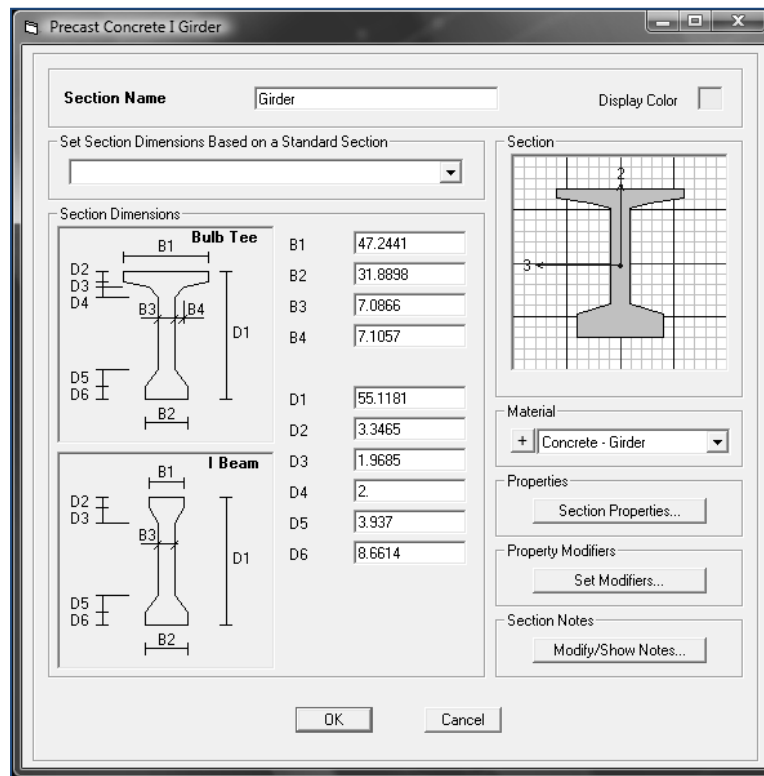 Precast Concrete I Girder
Section Name Girder Display Color
Set Section Dimensions Based on a Standard Section
Section Dimensions
Bulb Tee
B1
D2
D3
D4
B3 B4
D1
D5
D6
B2
I Beam
B1
D2
D3
B3
D1
D5
D6
B2
B1 47.2441
B2 31.8898
B3 7.0866
B4 7.1057
D1 55.1181
D2 3.3465
D3 1.9685
D4 2.
D5 3.937
D6 8.6614
Section
2
3
Material
+ Concrete - Girder
Properties
Section Properties...
Property Modifiers
Set Modifiers...
Section Notes
Modify/Show Notes...
OK Cancel